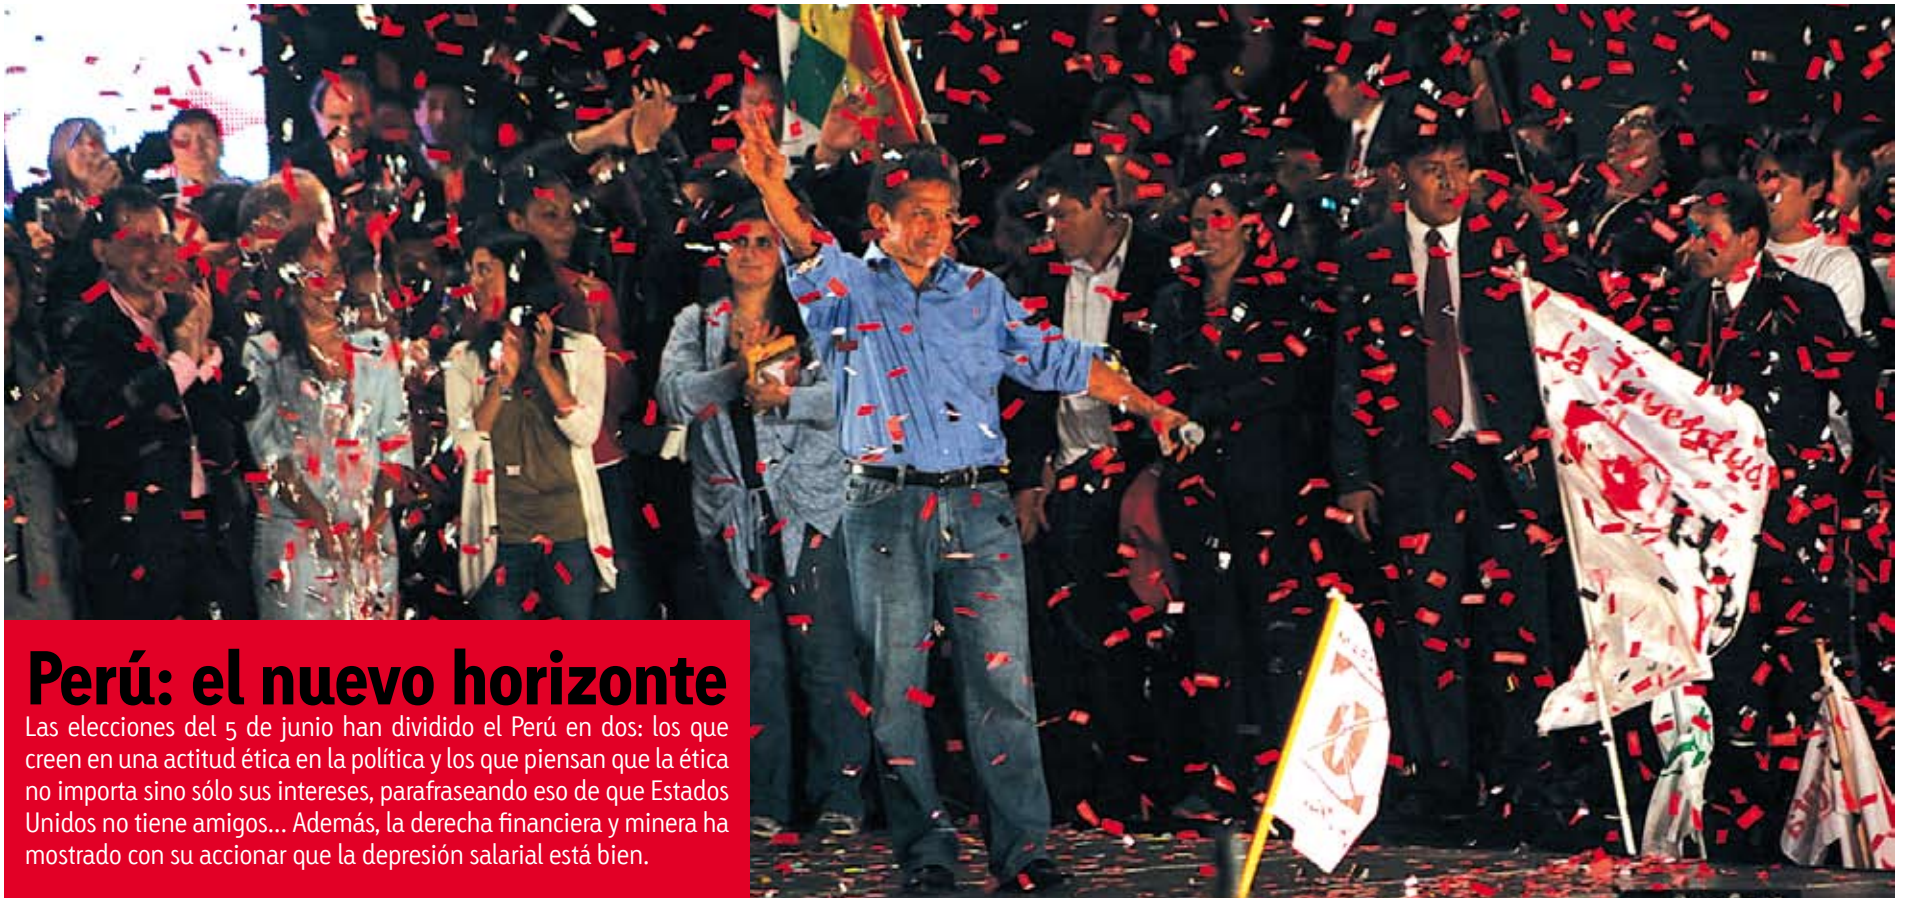 Perú: el nuevo horizonte
Las elecciones del 5 de junio han dividido el Perú en dos: los que
creen en una actitud ética en la política y los que piensan que la ética
no importa sino sólo sus intereses, parafraseando eso de que Estados
Unidos no tiene amigos... Además, la derecha financiera y minera ha
mostrado con su accionar que la depresión salarial está bien.